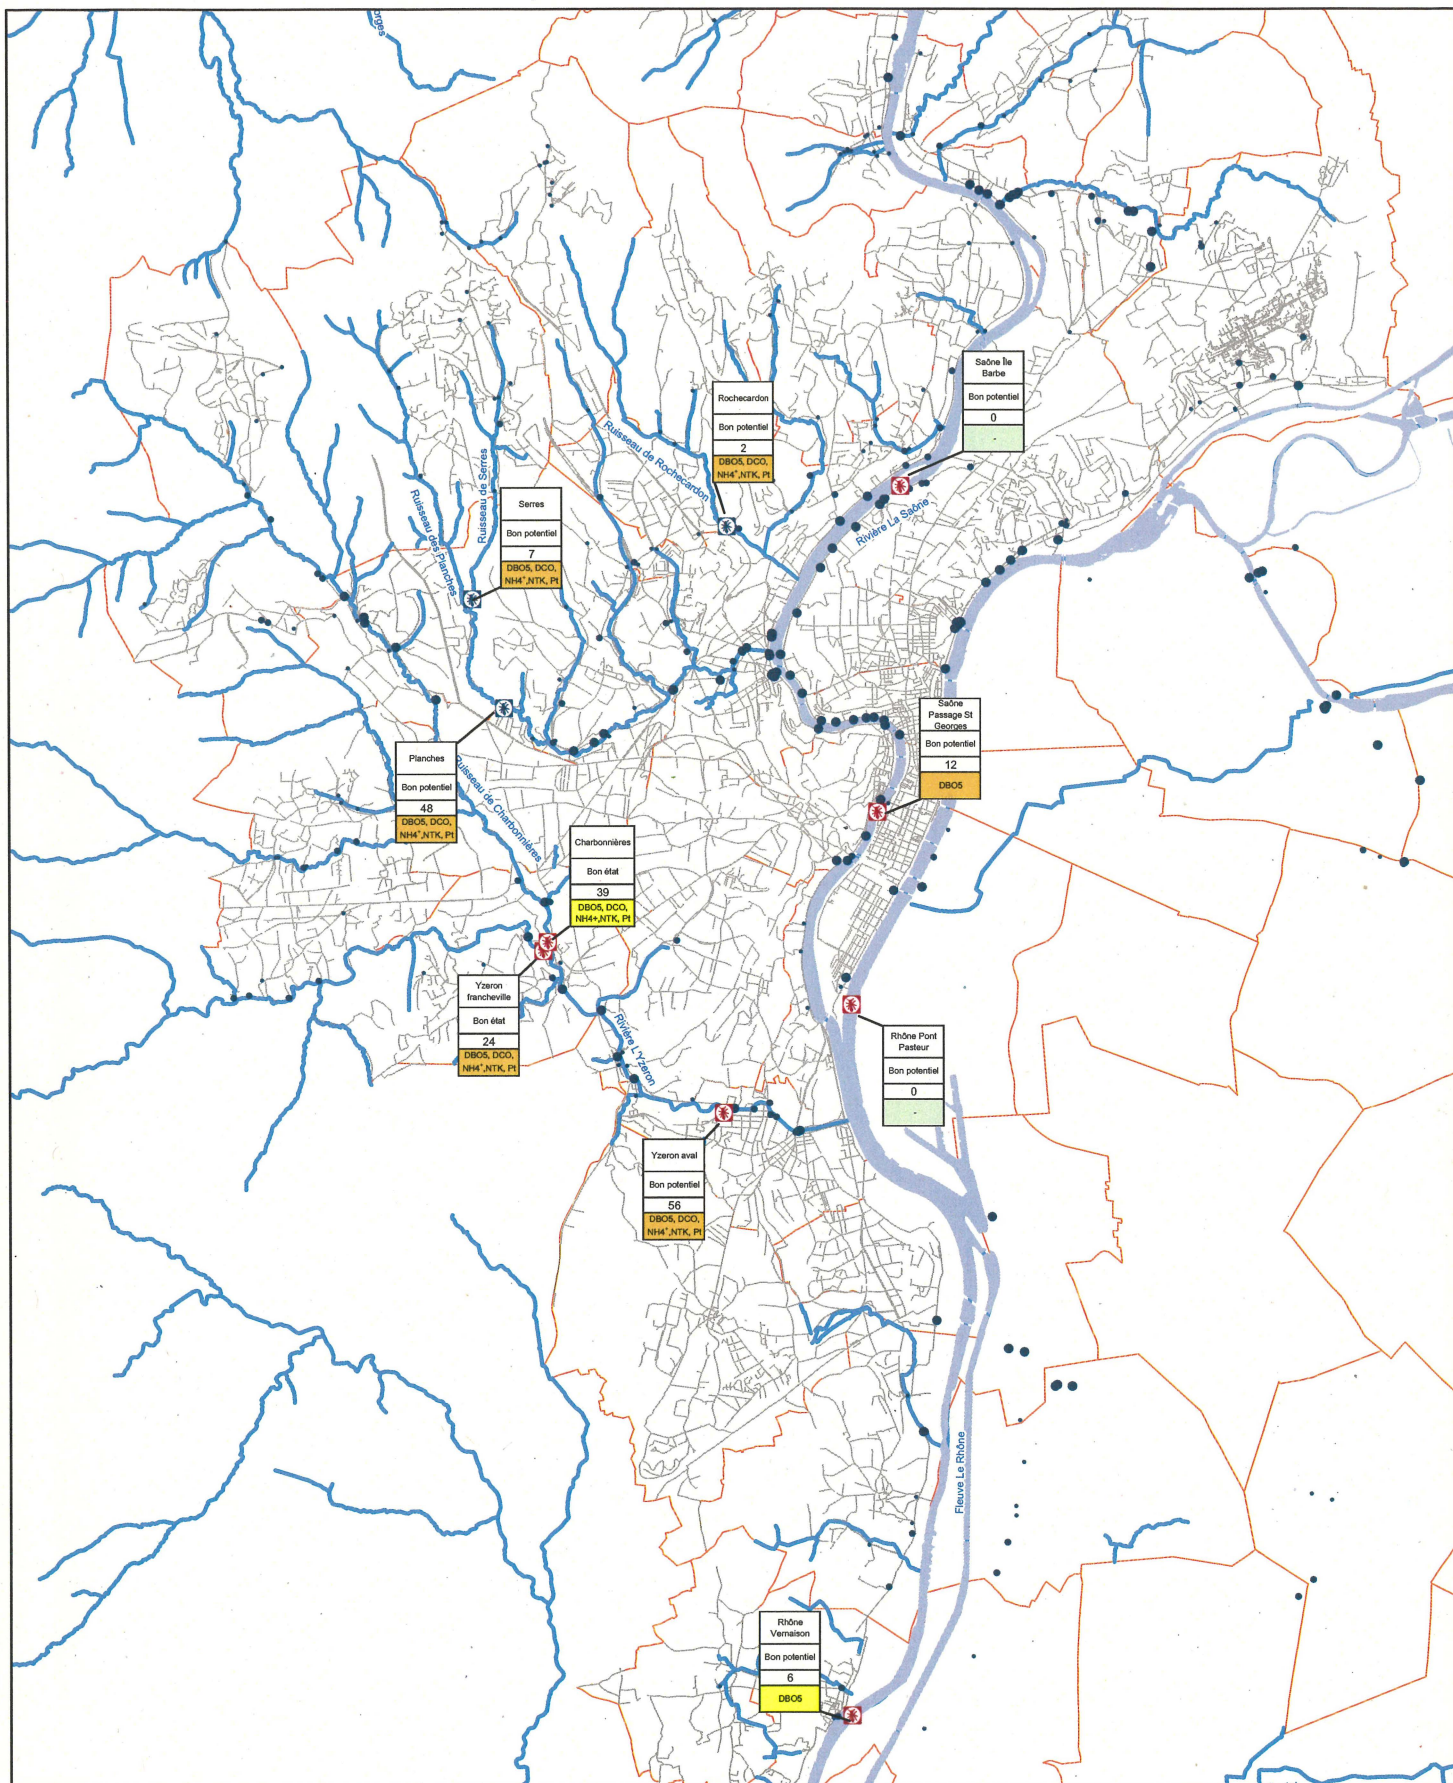 orges
Saône Île
Barbe
Bon potentiel
0
-
Rochecardon
Bon potentiel
2
DBO5, DCO,
NH4⁺,NTK, Pt
Ruisseau de Rochecardon
Ruisseau de Serres
Ruisseau des Planches
Rivière La Saône
Serres
Bon potentiel
7
DBO5, DCO,
NH4⁺,NTK, Pt
Saône
Passage St
Georges
Bon potentiel
12
DBO5
Planches
Bon potentiel
48
DBO5, DCO,
NH4⁺,NTK, Pt
Ruisseau de Charbonnières
Charbonnières
Bon état
39
DBO5, DCO,
NH4+,NTK, Pt
Yzeron
francheville
Bon état
24
DBO5, DCO,
NH4⁺,NTK, Pt
Rivière L'Yzeron
Rhône Pont
Pasteur
Bon potentiel
0
-
Yzeron aval
Bon potentiel
56
DBO5, DCO,
NH4⁺,NTK, Pt
Fleuve Le Rhône
Rhône
Vernaison
Bon potentiel
6
DBO5